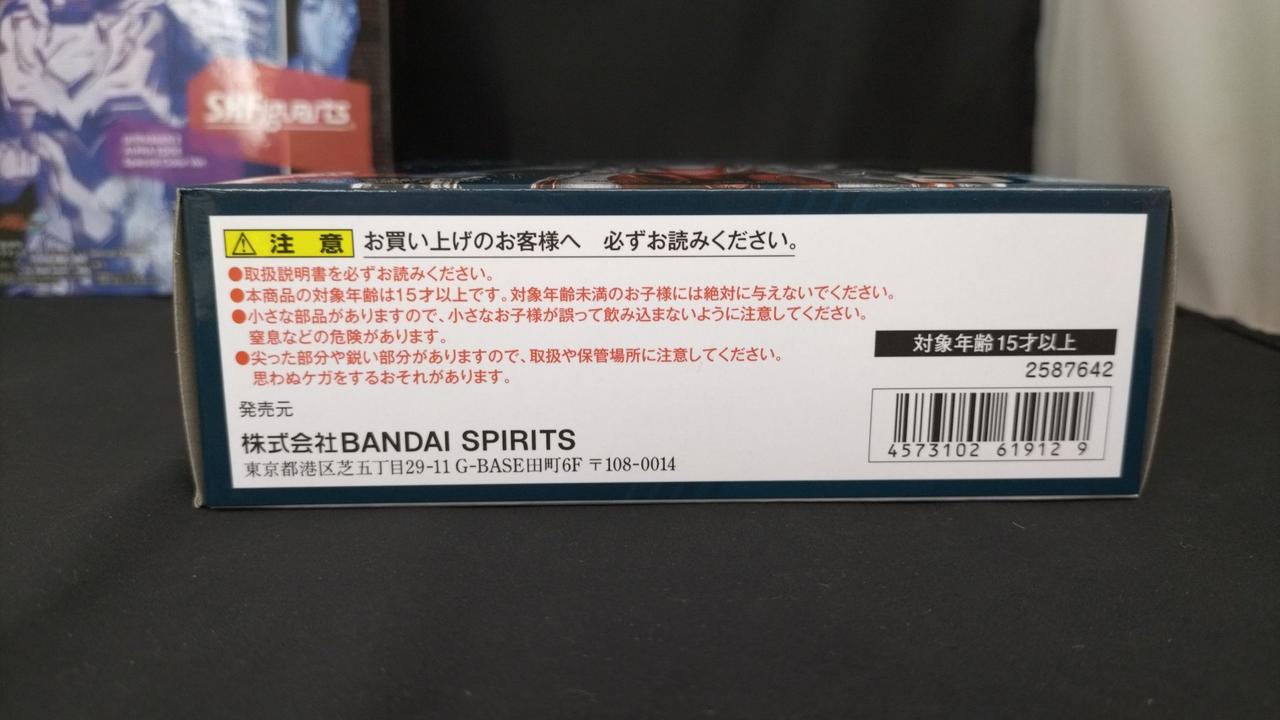 S.H.Figuarts
注 意 お買い上げのお客様へ 必ずお読みください。
●取扱説明書を必ずお読みください。
●本商品の対象年齢は15才以上です。対象年齢未満のお子様には絶対に与えないでください。
●小さな部品がありますので、小さなお子様が誤って飲み込まないように注意してください。
窒息などの危険があります。
●尖った部分や鋭い部分がありますので、取扱や保管場所に注意してください。
思わぬケガをするおそれがあります。
対象年齢15才以上
2587642
発売元
株式会社BANDAI SPIRITS
東京都港区芝五丁目29-11 G-BASE田町6F 〒108-0014
4573102 61912 9